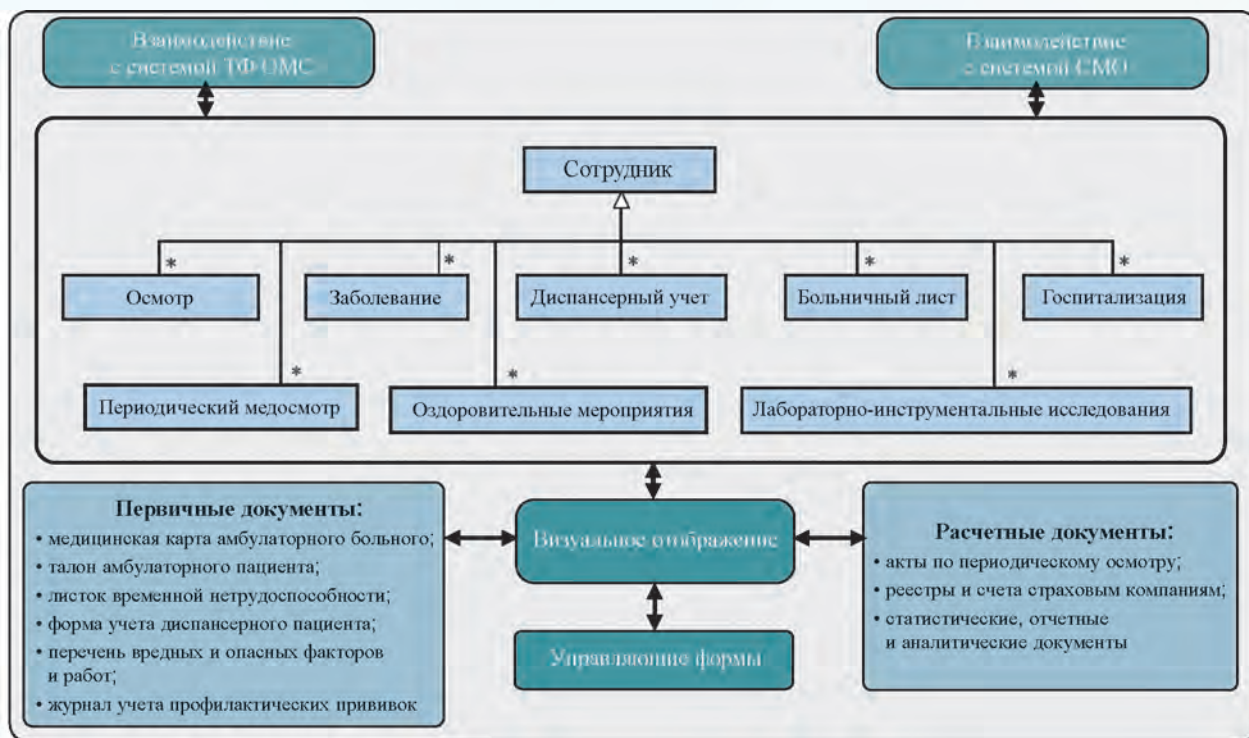 Взаимодействие
с системой ТФ ОМС
Взаимодействие
с системой СМО
Сотрудник
* * * * *
Осмотр
Заболевание
Диспансерный учет
Больничный лист
Госпитализация
* * *
Периодический медосмотр
Оздоровительные мероприятия
Лабораторно-инструментальные исследования
Первичные документы:
• медицинская карта амбулаторного больного;
• талон амбулаторного пациента;
• листок временной нетрудоспособности;
• форма учета диспансерного пациента;
• перечень вредных и опасных факторов
и работ;
• журнал учета профилактических прививок
Визуальное отображение
Управляющие формы
Расчетные документы:
• акты по периодическому осмотру;
• реестры и счета страховым компаниям;
• статистические, отчетные
и аналитические документы